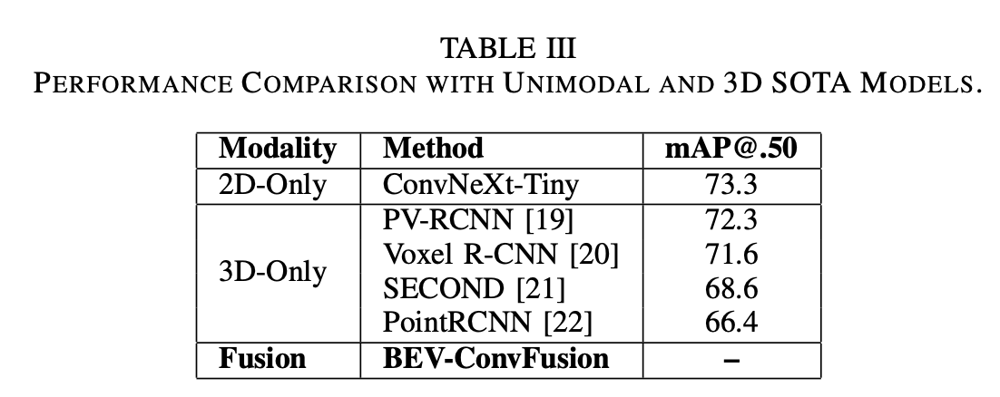 TABLE III
PERFORMANCE COMPARISON WITH UNIMODAL AND 3D SOTA MODELS.
Modality Method mAP@.50
2D-Only ConvNeXt-Tiny 73.3
3D-Only PV-RCNN [19] 72.3
Voxel R-CNN [20] 71.6
SECOND [21] 68.6
PointRCNN [22] 66.4
Fusion BEV-ConvFusion –